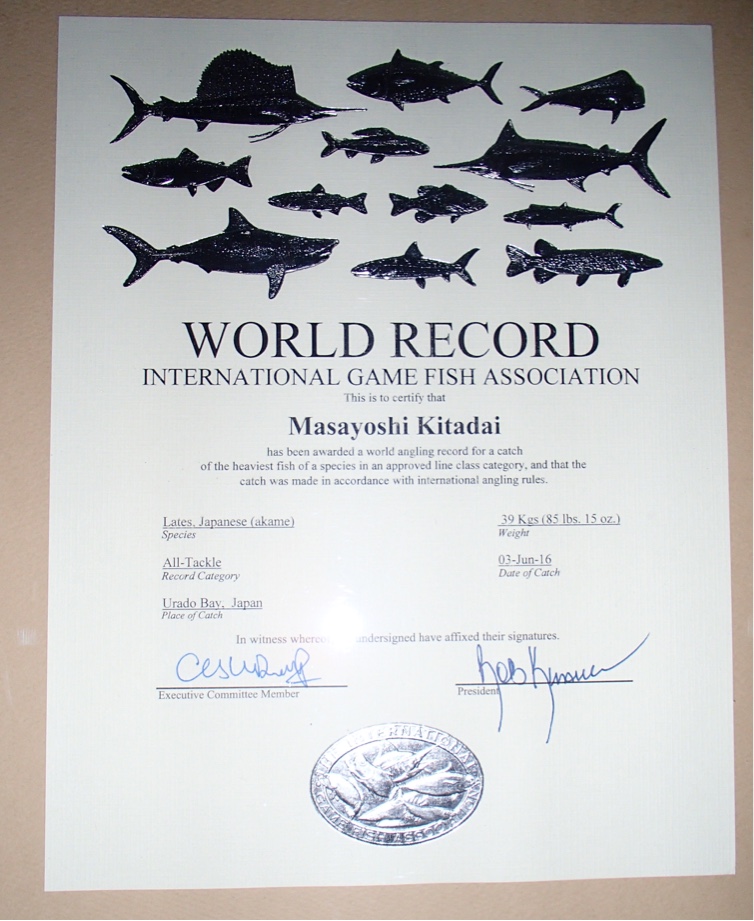 WORLD RECORD
INTERNATIONAL GAME FISH ASSOCIATION
This is to certify that
Masayoshi Kitadai
has been awarded a world angling record for a catch
of the heaviest fish of a species in an approved line class category, and that the
catch was made in accordance with international angling rules.
Lates, Japanese (akame)
Species
39 Kgs (85 lbs. 15 oz.)
Weight
All-Tackle
Record Category
03-Jun-16
Date of Catch
Urado Bay, Japan
Place of Catch
In witness have affixed their signatures.
Executive Committee Member
President
THE INTERNATIONAL
GAME FISH